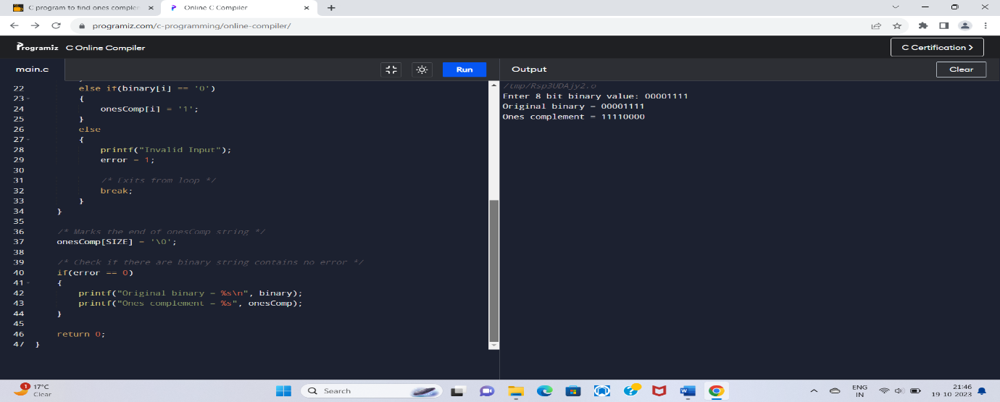 C program to find ones complem
Online C Compiler
programiz.com/c-programming/online-compiler/
Programiz C Online Compiler
C Certification >
main.c
Run
Output
Clear
22 else if(binary[i] == '0')
23 {
24 onesComp[i] = '1';
25 }
26 else
27 {
28 printf("Invalid Input");
29 error = 1;
30
31 /* Exits from loop */
32 break;
33 }
34 }
35
36 /* Marks the end of onesComp string */
37 onesComp[SIZE] = '\0';
38
39 /* Check if there are binary string contains no error */
40 if(error == 0)
41 {
42 printf("Original binary = %s\n", binary);
43 printf("Ones complement = %s", onesComp);
44 }
45
46 return 0;
47 }
/tmp/Rsp3UDAjy2.o
Enter 8 bit binary value: 00001111
Original binary = 00001111
Ones complement = 11110000
1
17°C
Clear
Search
ENG
IN
21:46
19-10-2023